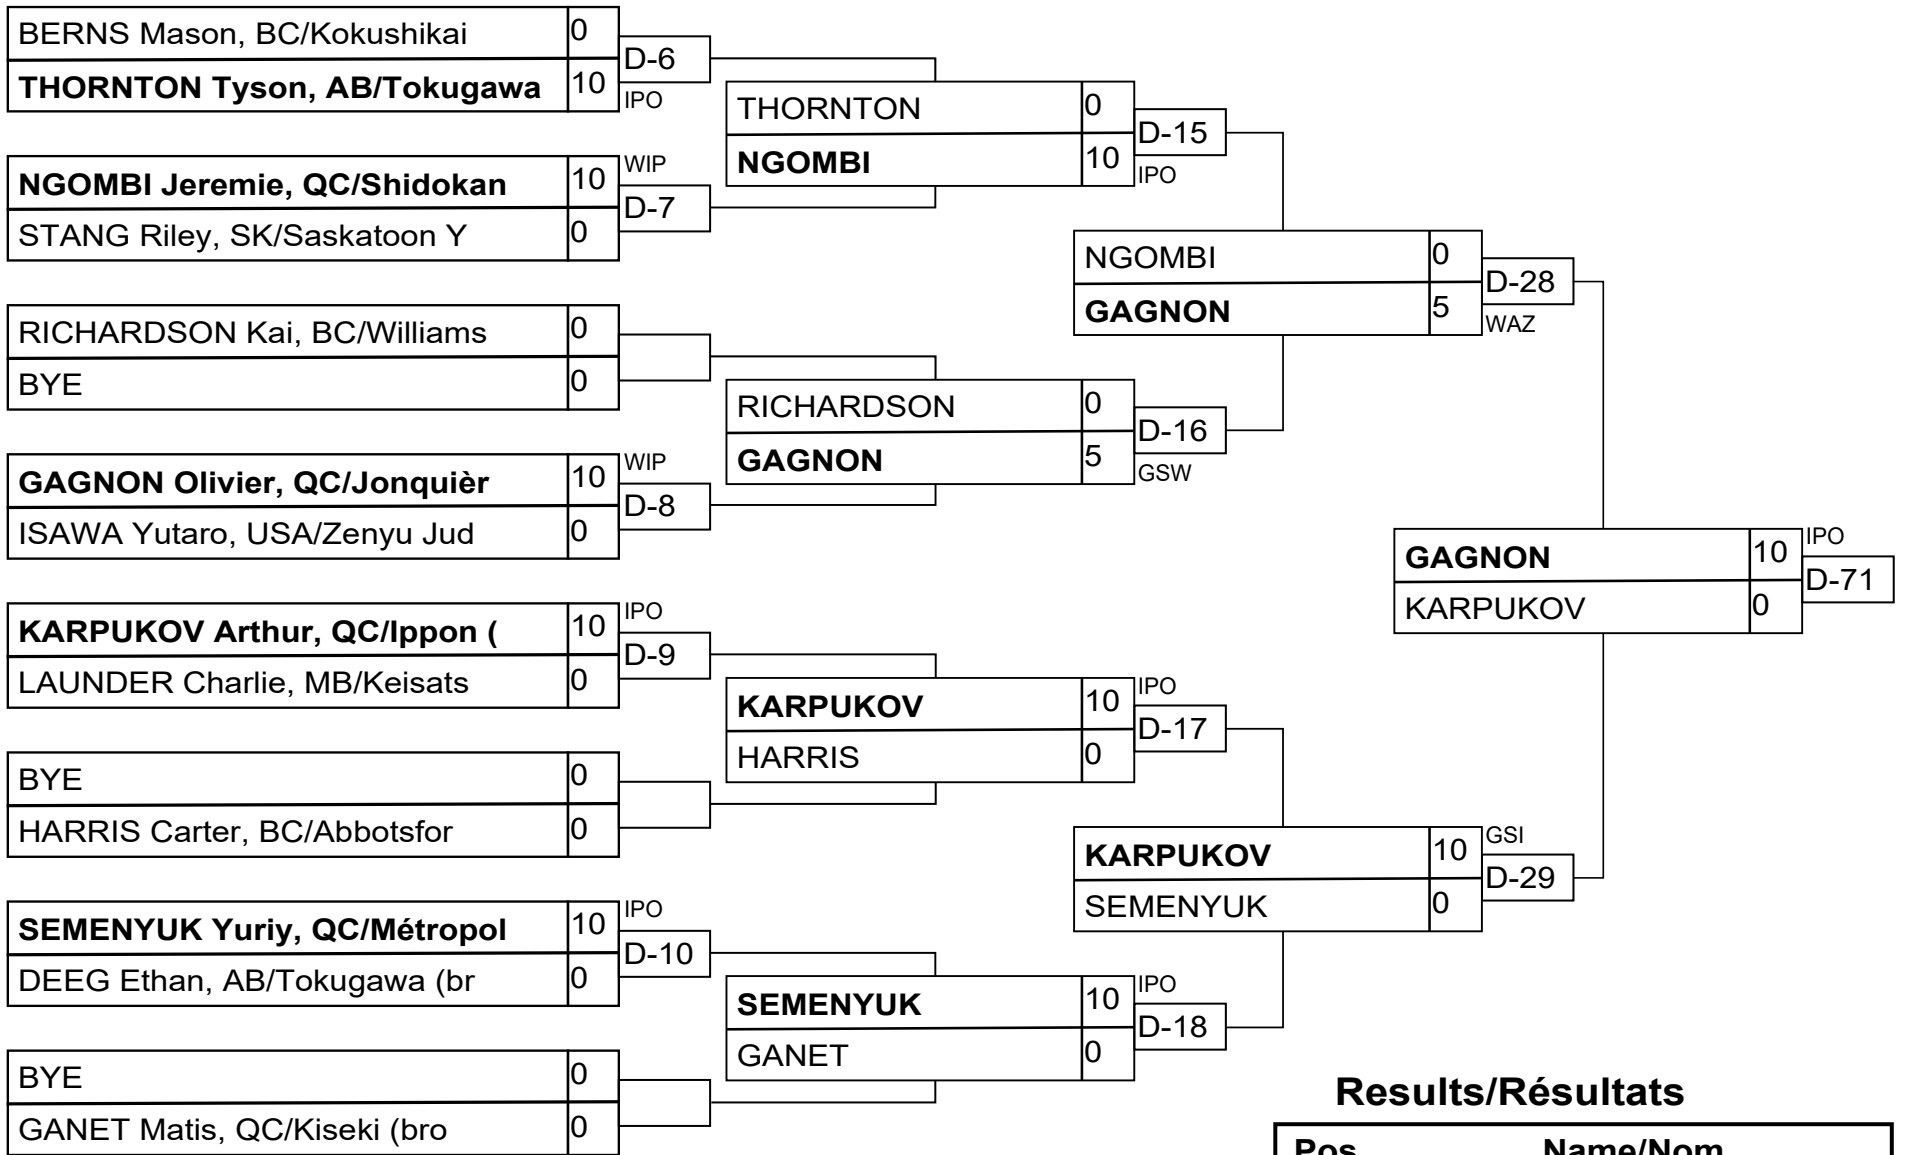 BERNS Mason, BC/Kokushikai 0
D-6
THORNTON Tyson, AB/Tokugawa 10
IPO
NGOMBI Jeremie, QC/Shidokan 10
WIP
D-7
STANG Riley, SK/Saskatoon Y 0
RICHARDSON Kai, BC/Williams 0
BYE 0
GAGNON Olivier, QC/Jonquièr 10
WIP
D-8
ISAWA Yutaro, USA/Zenyu Jud 0
KARPUKOV Arthur, QC/Ippon ( 10
IPO
D-9
LAUNDER Charlie, MB/Keisats 0
BYE 0
HARRIS Carter, BC/Abbotsfor 0
SEMENYUK Yuriy, QC/Métropol 10
IPO
D-10
DEEG Ethan, AB/Tokugawa (br 0
BYE 0
GANET Matis, QC/Kiseki (bro 0
THORNTON 0
D-15
NGOMBI 10
IPO
RICHARDSON 0
D-16
GAGNON 5
GSW
KARPUKOV 10
IPO
D-17
HARRIS 0
SEMENYUK 10
IPO
D-18
GANET 0
NGOMBI 0
D-28
GAGNON 5
WAZ
KARPUKOV 10
GSI
D-29
SEMENYUK 0
GAGNON 10
IPO
D-71
KARPUKOV 0
Results/Résultats
Pos Name/Nom